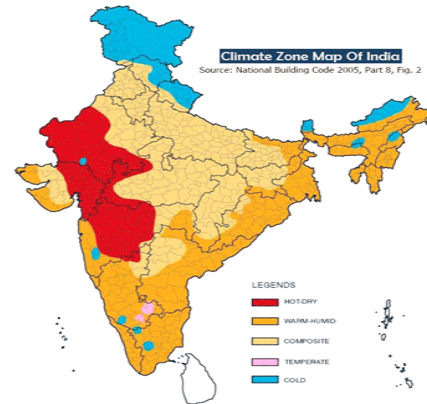 Climate Zone Map Of India
Source: National Building Code 2005, Part 8, Fig. 2
LEGENDS
HOT-DRY
WARM-HUMID
COMPOSITE
TEMPERATE
COLD